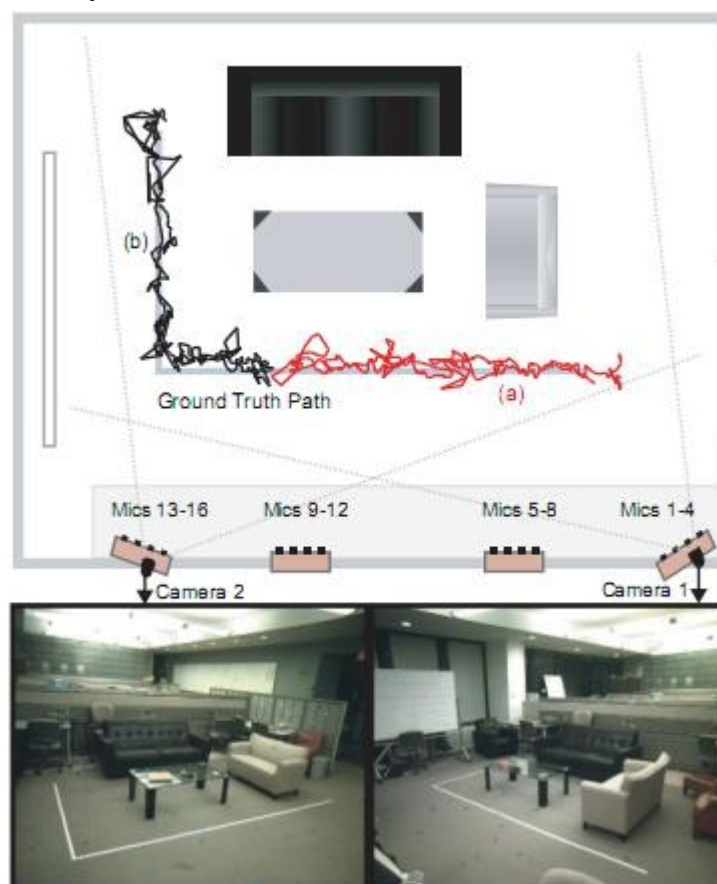 (b)
(a)
Ground Truth Path
Mics 13-16
Mics 9-12
Mics 5-8
Mics 1-4
Camera 2
Camera 1